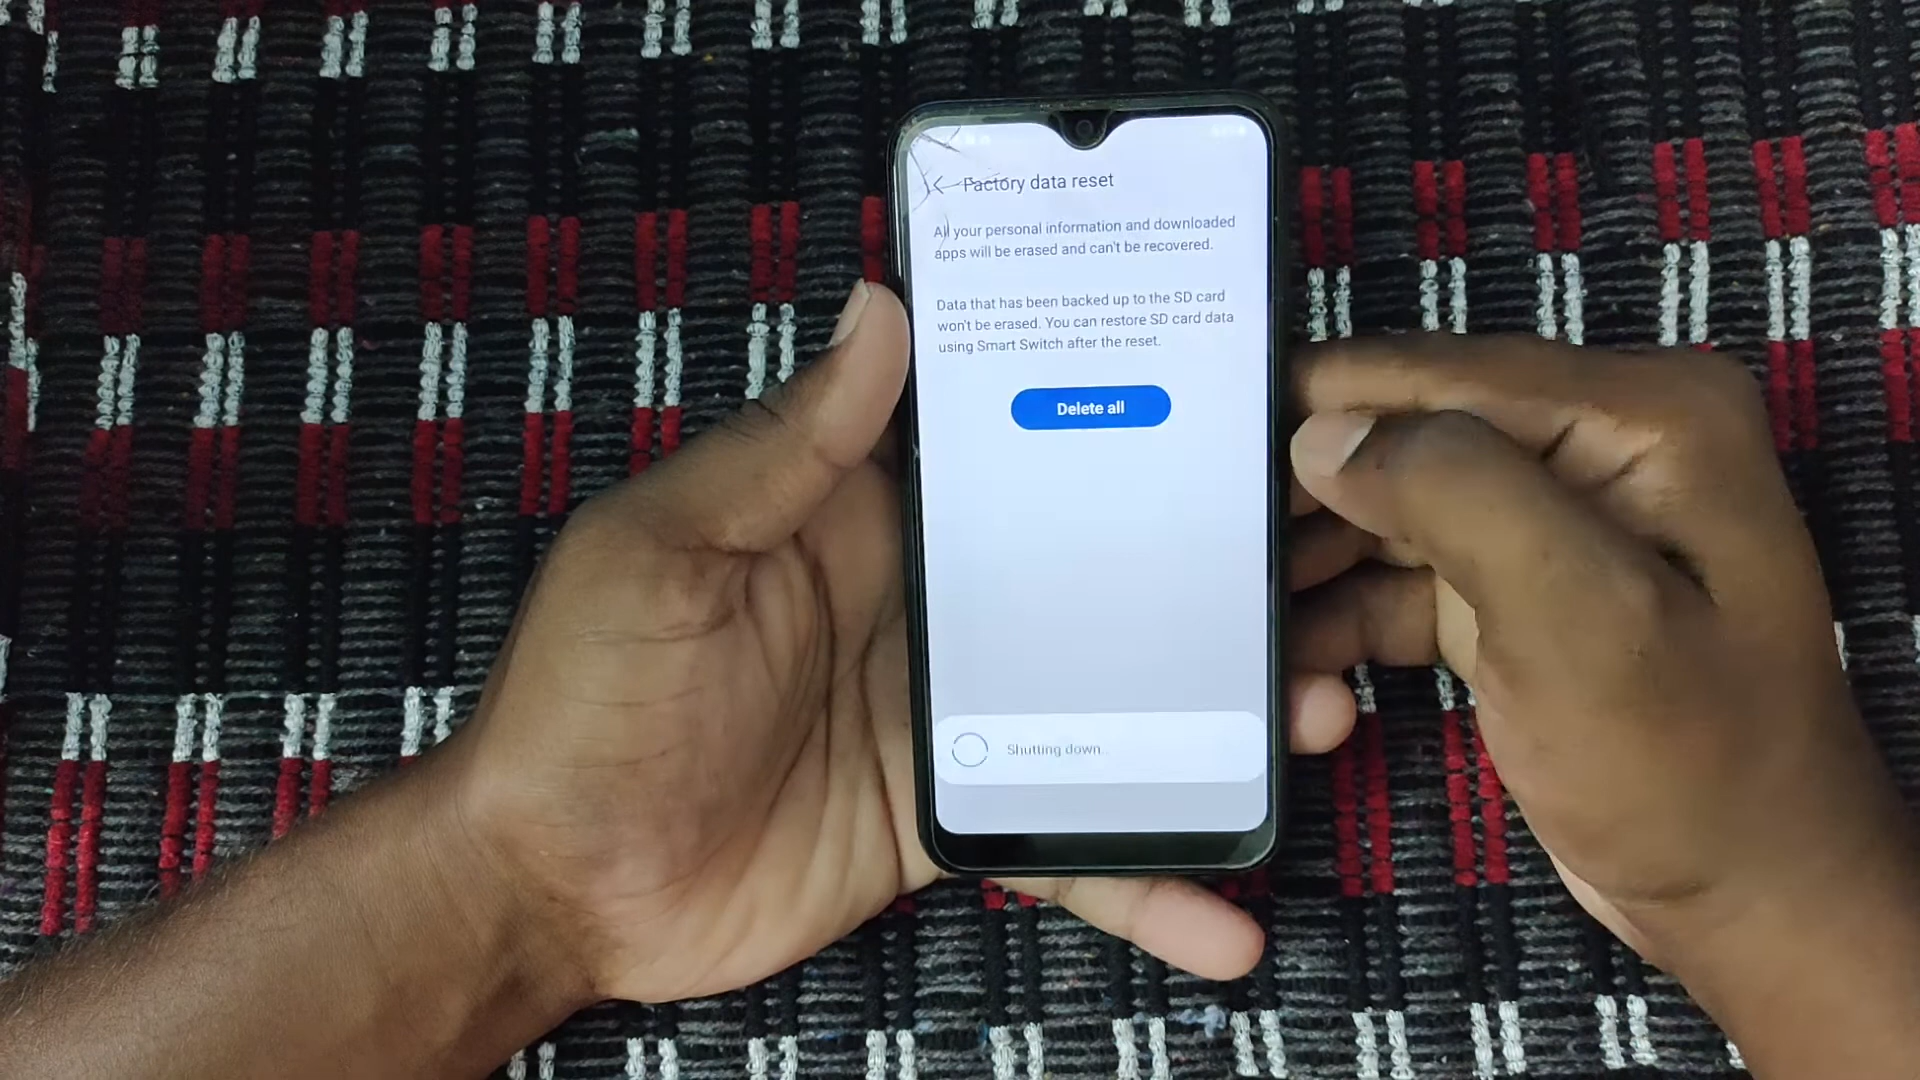 Factory data reset
All your personal information and downloaded
apps will be erased and can't be recovered.
Data that has been backed up to the SD card
won't be erased. You can restore SD card data
using Smart Switch after the reset.
Delete all
Shutting down..